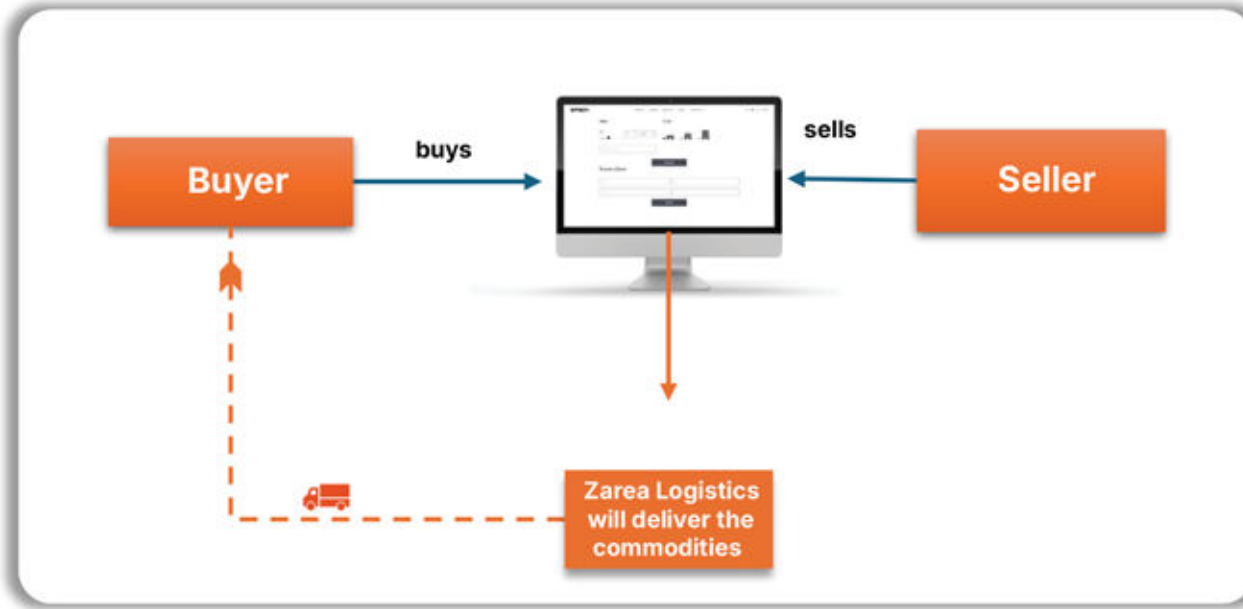 buys
sells
Buyer
Seller
Zarea Logistics
will deliver the
commodities